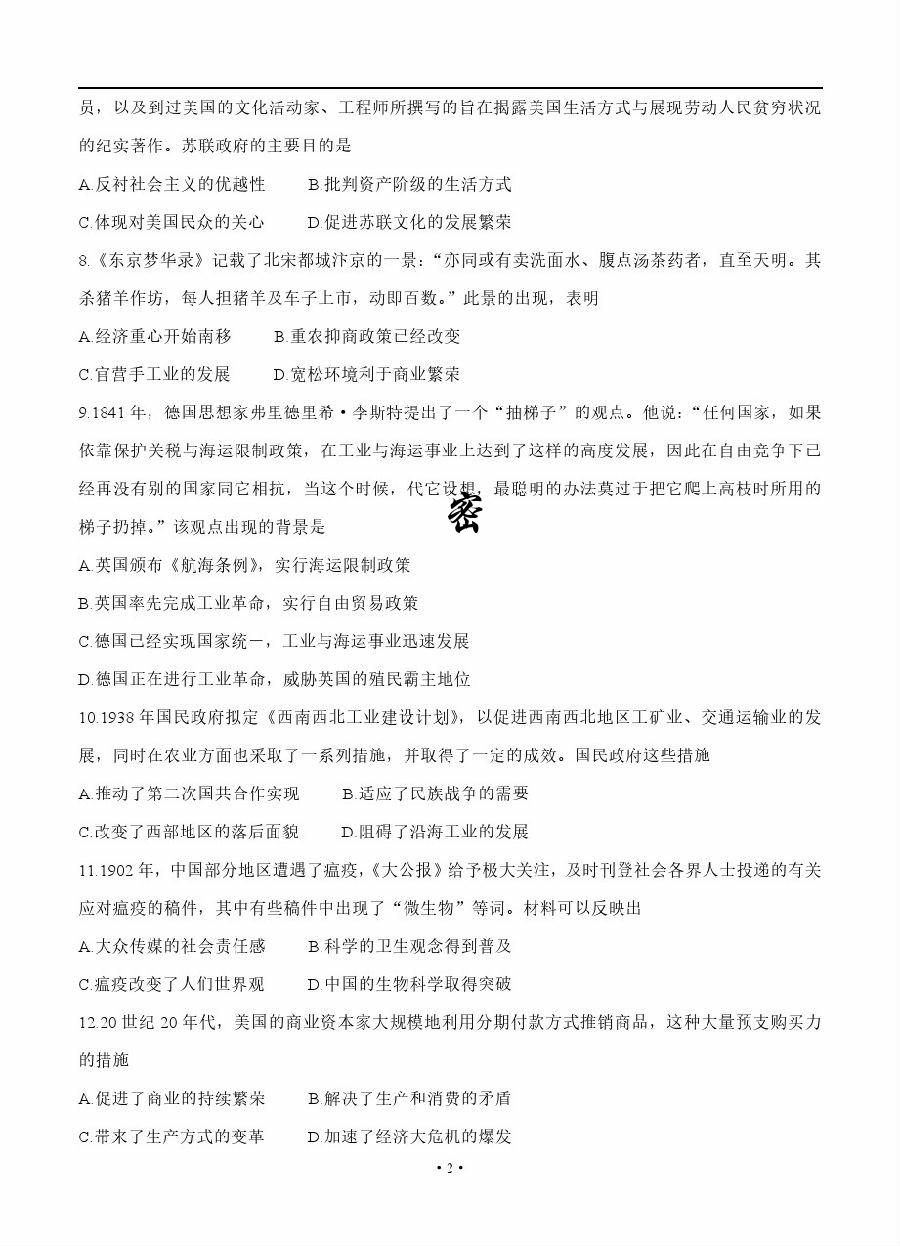 员，以及到过美国的文化活动家、工程师所撰写的旨在揭露美国生活方式与展现劳动人民贫穷状况
的纪实著作。苏联政府的主要目的是
A.反衬社会主义的优越性 B 批判资产阶级的生活方式
C.体现对美国民众的关心 D 促进苏联文化的发展繁荣
8.《东京梦华录》记载了北宋都城汴京的一景：“亦间或有卖洗面水、腹点汤茶药者，直至天明。其
杀猪羊作坊，每人担猪羊及车子上市，动即百数。”此景的出现，表明
A.经济重心开始南移 B.重农抑商政策已经改变
C.官营手工业的发展 D.宽松环境利于商业繁荣
9.1841 年，德国思想家弗里德里希·李斯特提出了一个“抽梯子”的观点。他说：“任何国家，如果
依靠保护关税与海运限制政策，在工业与海运事业上达到了这样的高度发展，因此在自由竞争下已
经再没有别的国家同它相抗，当这个时候，代它设想，最聪明的办法莫过于把它爬上高枝时所用的
梯子扔掉。”该观点出现的背景是
密
A.英国颁布《航海条例》，实行海运限制政策
B.英国率先完成工业革命，实行自由贸易政策
C.德国已经实现国家统一，工业与海运事业迅速发展
D.德国正在进行工业革命，威胁英国的殖民霸主地位
10.1938 年国民政府拟定《西南西北工业建设计划》，以促进西南西北地区工矿业、交通运输业的发
展，同时在农业方面也采取了一系列措施，并取得了一定的成效。国民政府这些措施
A.推动了第二次国共合作实现 B.适应了民族战争的需要
C.改变了西部地区的落后面貌 D.阻碍了沿海工业的发展
11.1902 年，中国部分地区遭遇了瘟疫，《大公报》给予极大关注，及时刊登社会各界人士投递的有关
应对瘟疫的稿件，其中有些稿件中出现了“微生物”等词。材料可以反映出
A.大众传媒的社会责任感 B 科学的卫生观念得到普及
C.瘟疫改变了人们世界观 D.中国的生物科学取得突破
12.20 世纪 20 年代，美国的商业资本家大规模地利用分期付款方式推销商品，这种大量预支购买力
的措施
A.促进了商业的持续繁荣 B 解决了生产和消费的矛盾
C.带来了生产方式的变革 D.加速了经济大危机的爆发
·2·